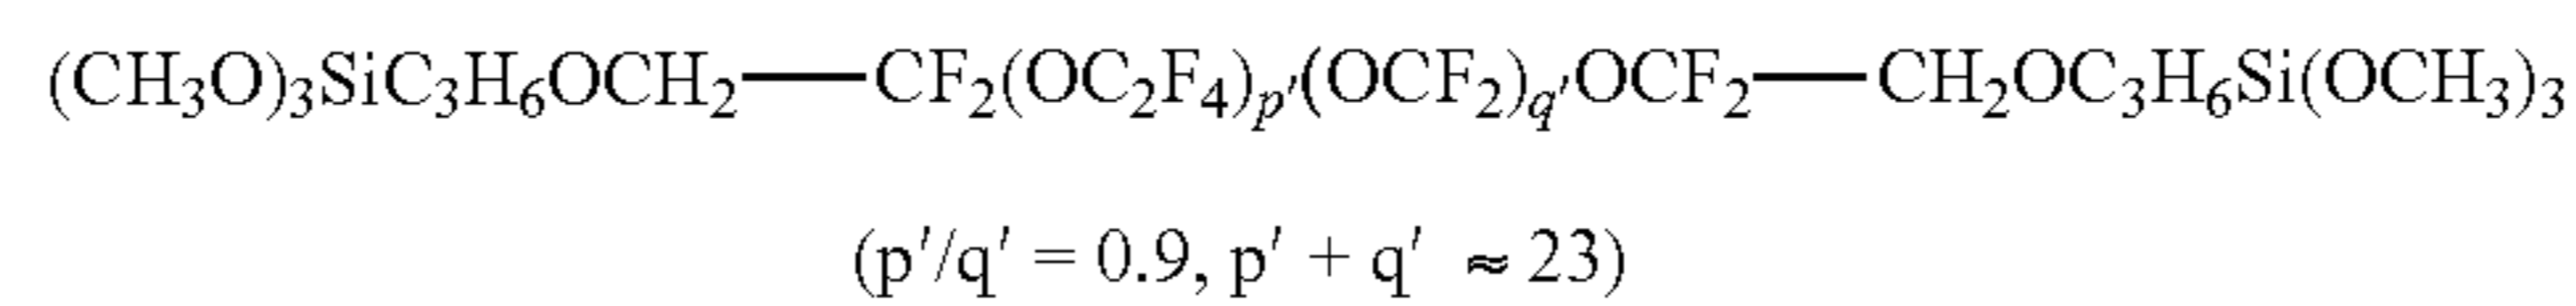 (CH₃O)₃SiC₃H₆OCH₂—CF₂(OC₂F₄)ₚ′(OCF₂)q′OCF₂—CH₂OC₃H₆Si(OCH₃)₃
(p′/q′ = 0.9, p′ + q′ ≈ 23)